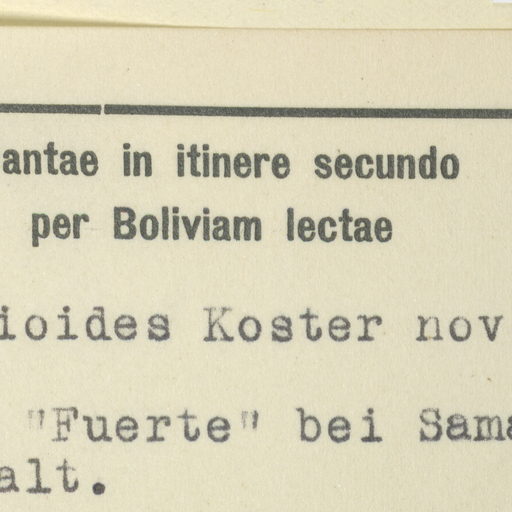 antae in itinere secundo
per Boliviam lectae
ioides Koster nov
"Fuerte" bei Sama
alt.